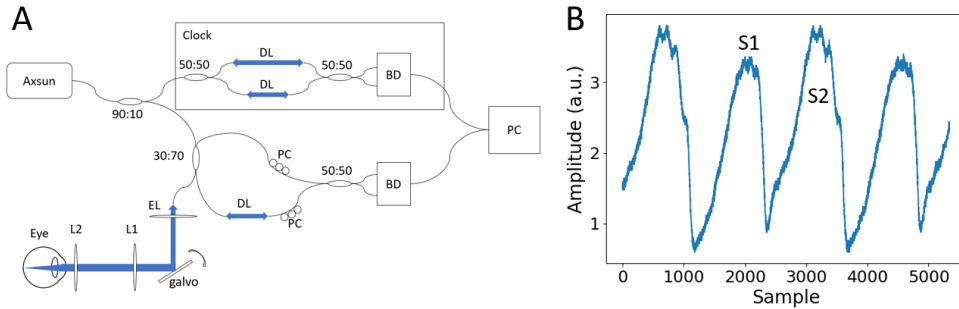 A
Clock
DL
50:50
50:50
BD
DL
Axsun
90:10
PC
30:70
PC
50:50
BD
DL
PC
EL
Eye
L2
L1
galvo
B
S1
S2
3
2
1
Amplitude (a.u.)
0
1000
2000
3000
4000
5000
Sample